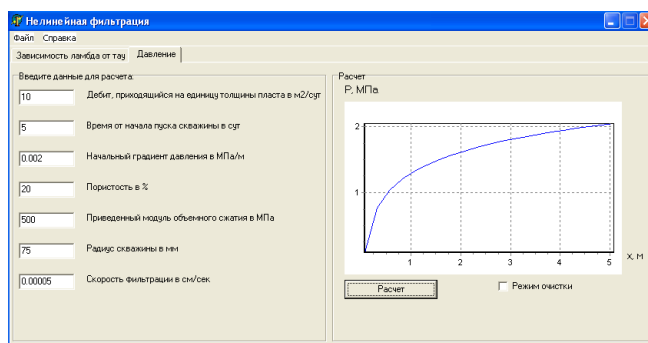 Нелинейная фильтрация
Файл Справка
Зависимость ламбда от тау Давление
Введите данные для расчета:
10 Дебит, приходящийся на единицу толщины пласта в м2/сут
5 Время от начала пуска скважины в сут
0.002 Начальный градиент давления в МПа/м
20 Пористость в %
500 Приведенный модуль объемного сжатия в МПа
75 Радиус скважины в мм
0.00005 Скорость фильтрации в см/сек
Расчет
Р, МПа
2
1
1 2 3 4 5 х, м
Расчет Режим очистки